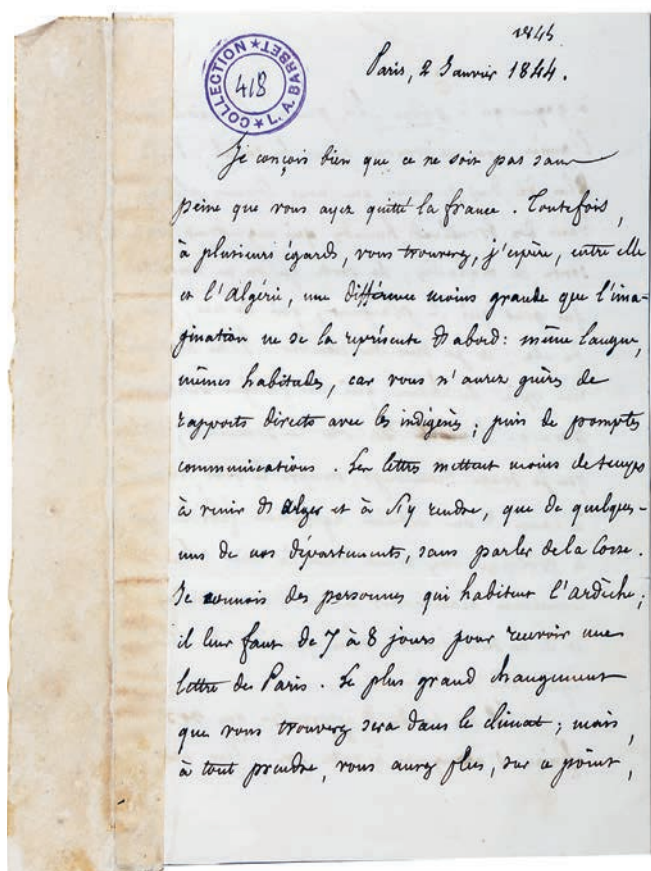 1844
Paris, 2 Janvier 1844.
COLLECTION ★ L. A. BARBET ★
418
Je conçois bien que ce ne soit pas sans
peine que vous ayez quitté la france. Toutefois,
à plusieurs égards, vous trouverez, j'espère, entre elle
et l'Algérie, une différence moins grande que l'ima-
gination ne se la représente d'abord: même langue,
mêmes habitudes, car vous n'aurez guères de
rapports directs avec les indigènes; puis de promptes
communications. Les lettres mettent moins de temps
à venir d'Alger et à s'y rendre, que de quelques-
uns de nos départements, sans parler de la Corse.
Je connois des personnes qui habitent l'ardèche;
il leur faut de 7 à 8 jours pour recevoir une
lettre de Paris. Le plus grand changement
que vous trouverez sera dans le climat; mais,
à tout prendre, vous aurez plus, sur ce point,